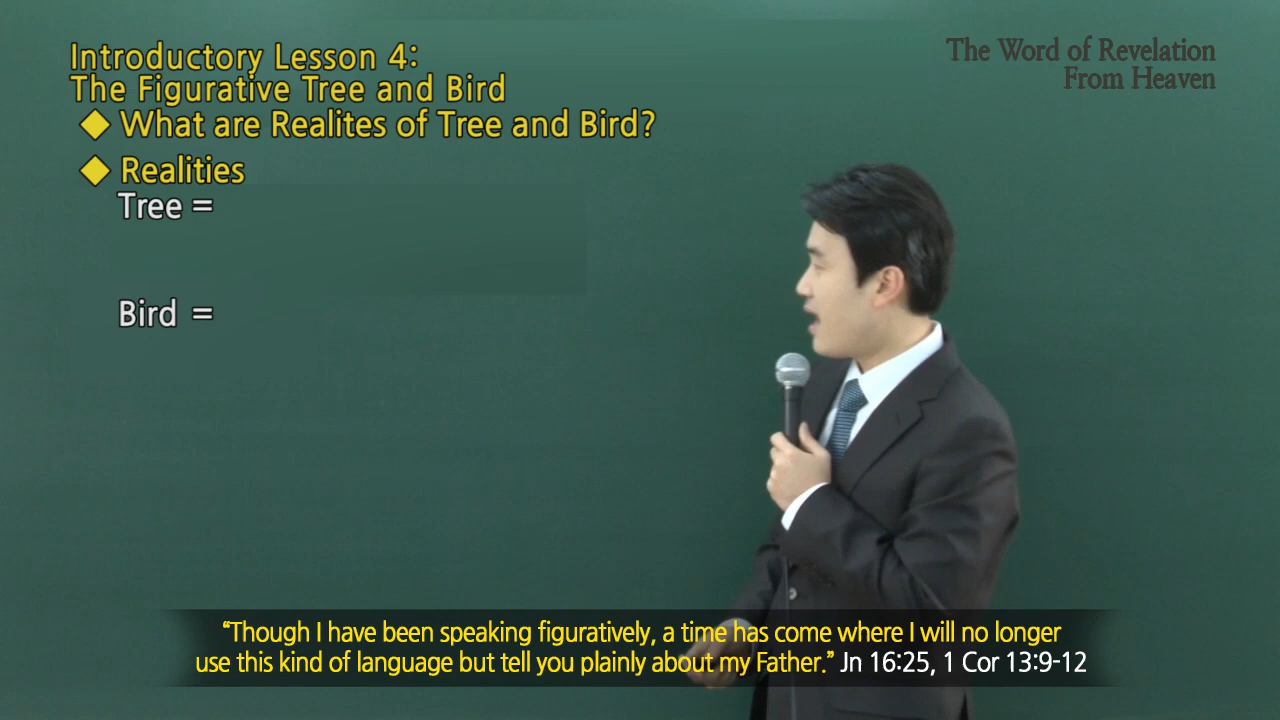 Introductory Lesson 4:
The Figurative Tree and Bird
◆ What are Realites of Tree and Bird?
◆ Realities
Tree =
Bird =
The Word of Revelation
From Heaven
“Though I have been speaking figuratively, a time has come where I will no longer
use this kind of language but tell you plainly about my Father.” Jn 16:25, 1 Cor 13:9-12